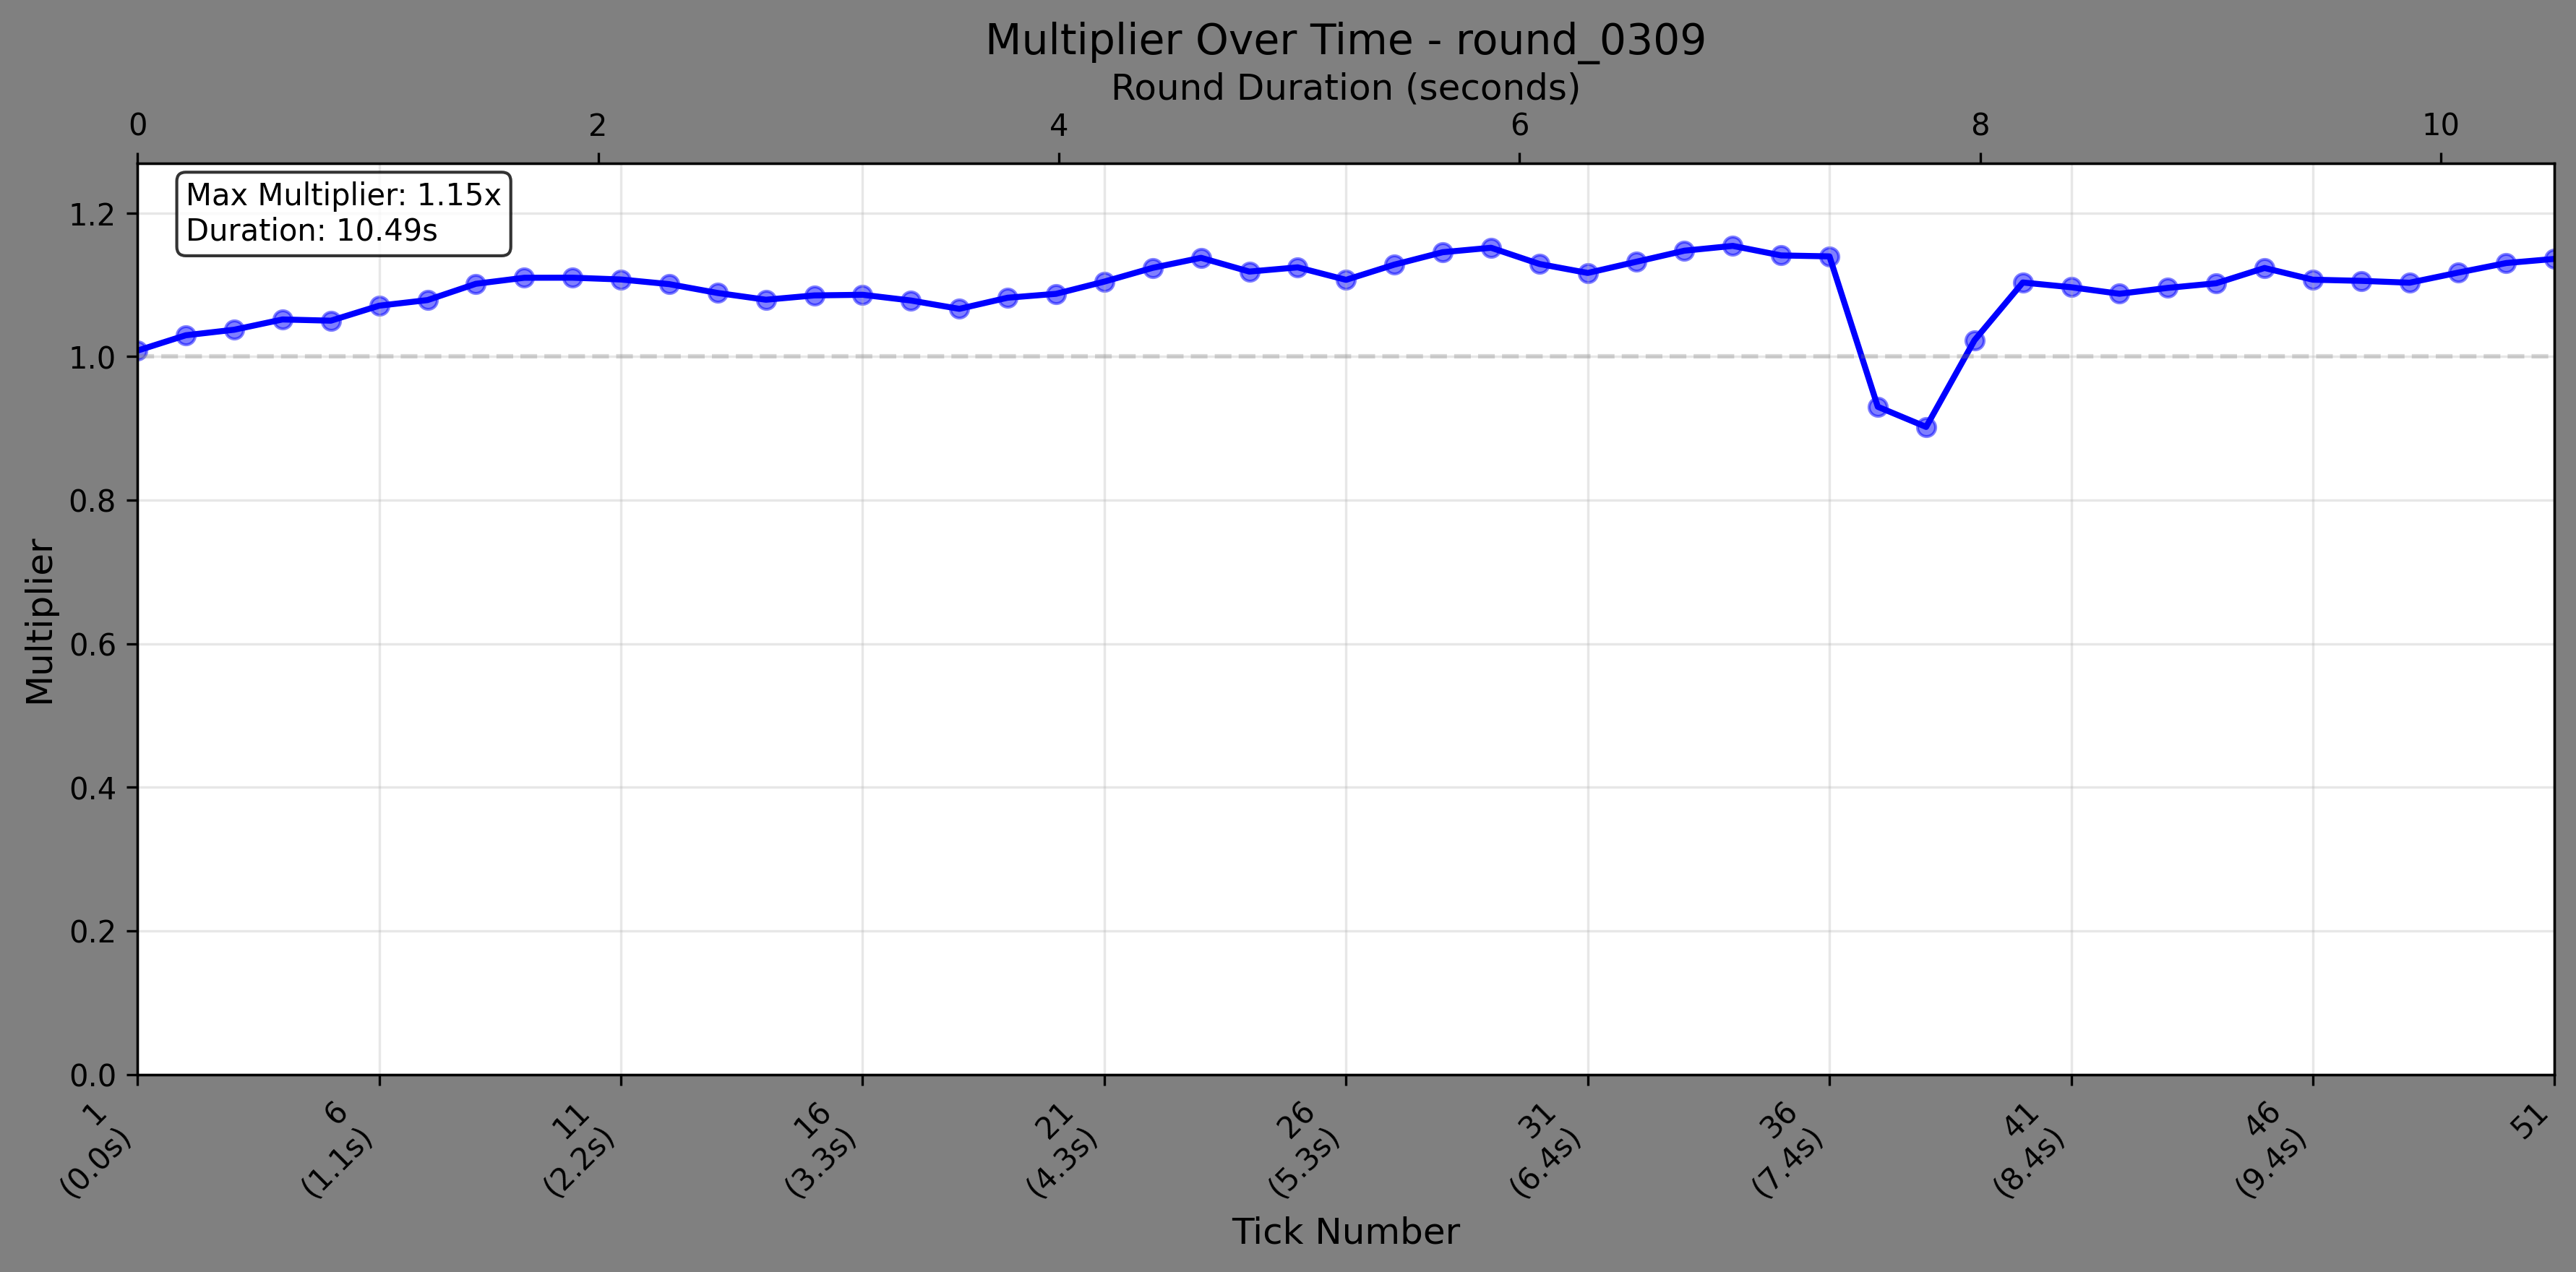 Multiplier Over Time - round_0309
Round Duration (seconds)
0 2 4 6 8 10
Max Multiplier: 1.15x
Duration: 10.49s
1.2
1.0
0.8
0.6
0.4
0.2
0.0
Multiplier
1
(0.0s)
6
(1.1s)
11
(2.2s)
16
(3.3s)
21
(4.3s)
26
(5.3s)
31
(6.4s)
36
(7.4s)
41
(8.4s)
46
(9.4s)
51
Tick Number